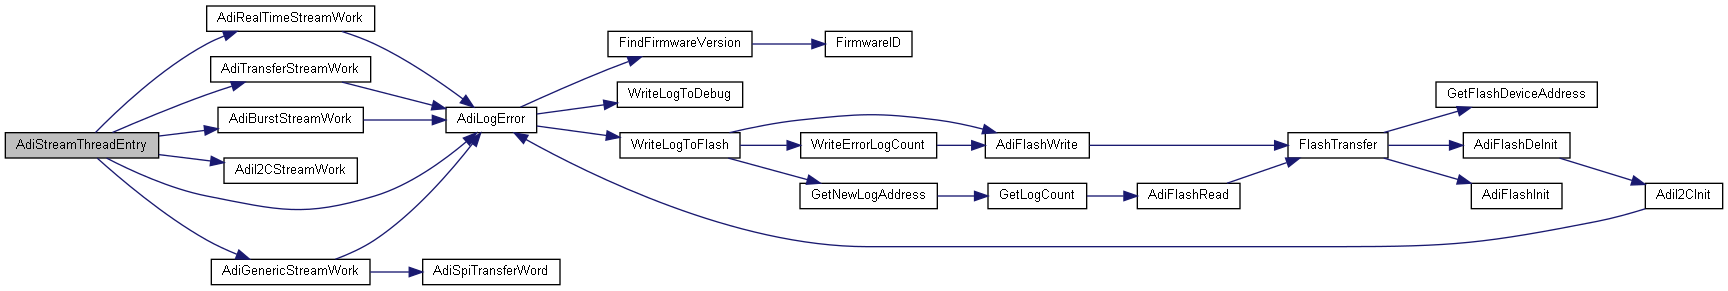 AdiRealTimeStreamWork
FindFirmwareVersion
FirmwareID
AdiTransferStreamWork
WriteLogToDebug
GetFlashDeviceAddress
AdiBurstStreamWork
AdiLogError
AdiStreamThreadEntry
WriteLogToFlash
WriteErrorLogCount
AdiFlashWrite
FlashTransfer
AdiFlashDeInit
AdiI2CStreamWork
GetNewLogAddress
GetLogCount
AdiFlashRead
AdiFlashInit
AdiI2CInit
AdiGenericStreamWork
AdiSpiTransferWord